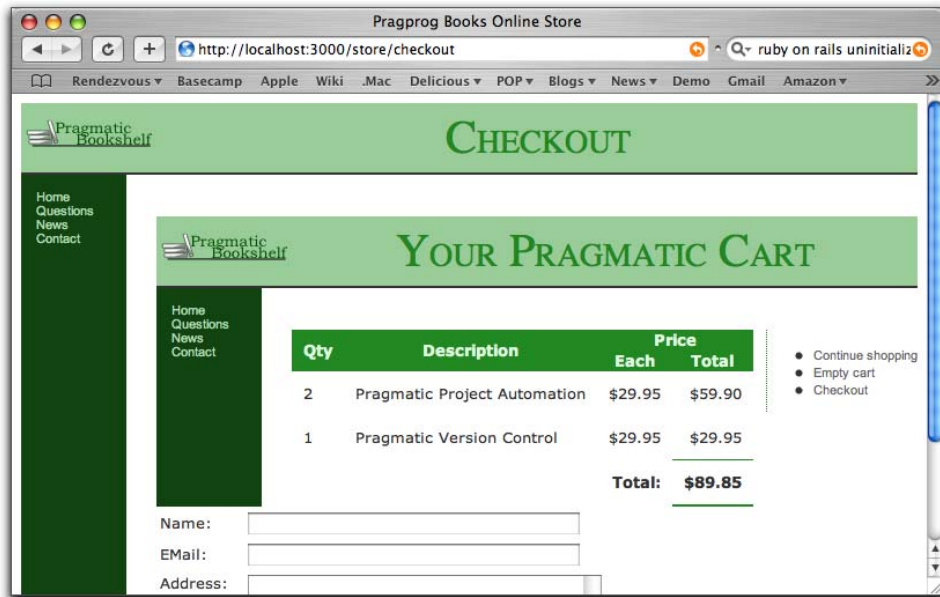 Pragprog Books Online Store
http://localhost:3000/store/checkout
ruby on rails uninitializ
Rendezvous Basecamp Apple Wiki .Mac Delicious POP Blogs News Demo Gmail Amazon
Pragmatic
Bookshelf
CHECKOUT
Home
Questions
News
Contact
Pragmatic
Bookshelf
YOUR PRAGMATIC CART
Home
Questions
News
Contact
Price
Qty Description Each Total
2 Pragmatic Project Automation $29.95 $59.90
1 Pragmatic Version Control $29.95 $29.95
Total: $89.85
Continue shopping
Empty cart
Checkout
Name:
EMail:
Address: